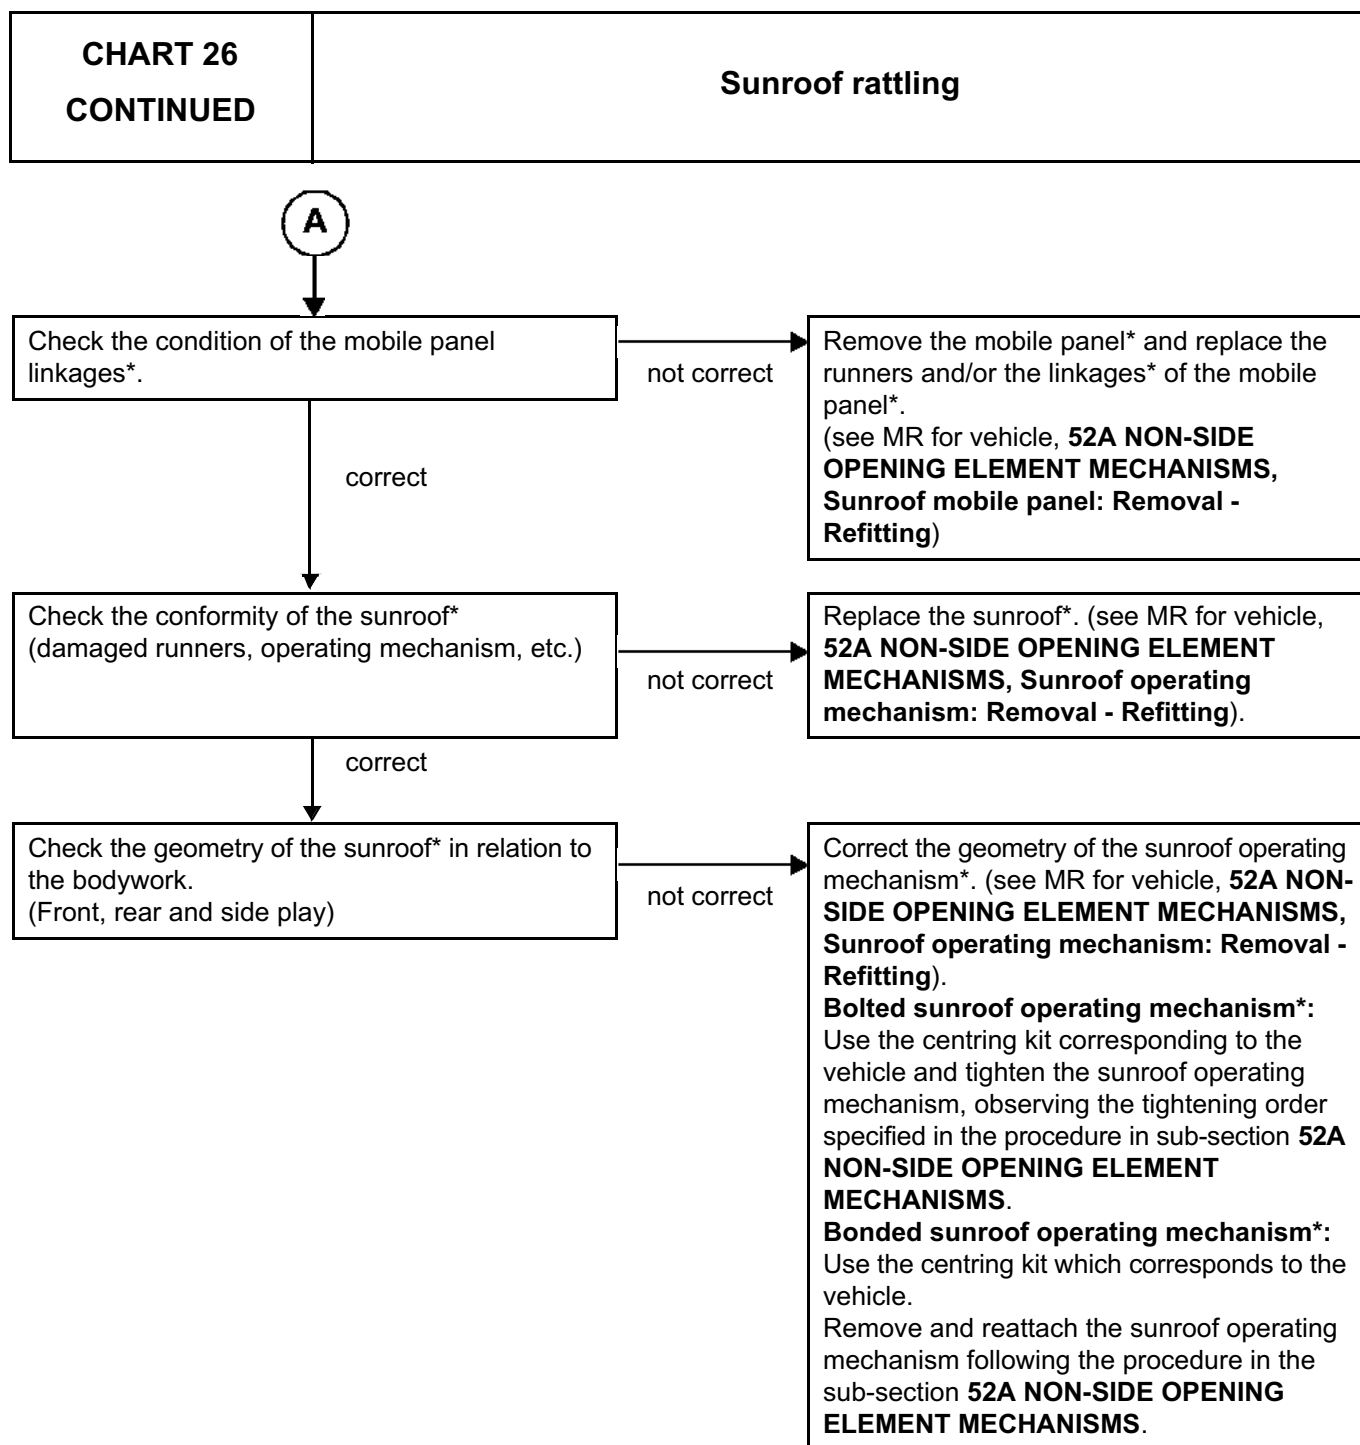 CHART 26
CONTINUED
Sunroof rattling
A
Check the condition of the mobile panel
linkages*.
not correct
Remove the mobile panel* and replace the
runners and/or the linkages* of the mobile
panel*.
(see MR for vehicle, 52A NON-SIDE
OPENING ELEMENT MECHANISMS,
Sunroof mobile panel: Removal -
Refitting)
correct
Check the conformity of the sunroof*
(damaged runners, operating mechanism, etc.)
not correct
Replace the sunroof*. (see MR for vehicle,
52A NON-SIDE OPENING ELEMENT
MECHANISMS, Sunroof operating
mechanism: Removal - Refitting).
correct
Check the geometry of the sunroof* in relation to
the bodywork.
(Front, rear and side play)
not correct
Correct the geometry of the sunroof operating
mechanism*. (see MR for vehicle, 52A NON-
SIDE OPENING ELEMENT MECHANISMS,
Sunroof operating mechanism: Removal -
Refitting).
Bolted sunroof operating mechanism*:
Use the centring kit corresponding to the
vehicle and tighten the sunroof operating
mechanism, observing the tightening order
specified in the procedure in sub-section 52A
NON-SIDE OPENING ELEMENT
MECHANISMS.
Bonded sunroof operating mechanism*:
Use the centring kit which corresponds to the
vehicle.
Remove and reattach the sunroof operating
mechanism following the procedure in the
sub-section 52A NON-SIDE OPENING
ELEMENT MECHANISMS.